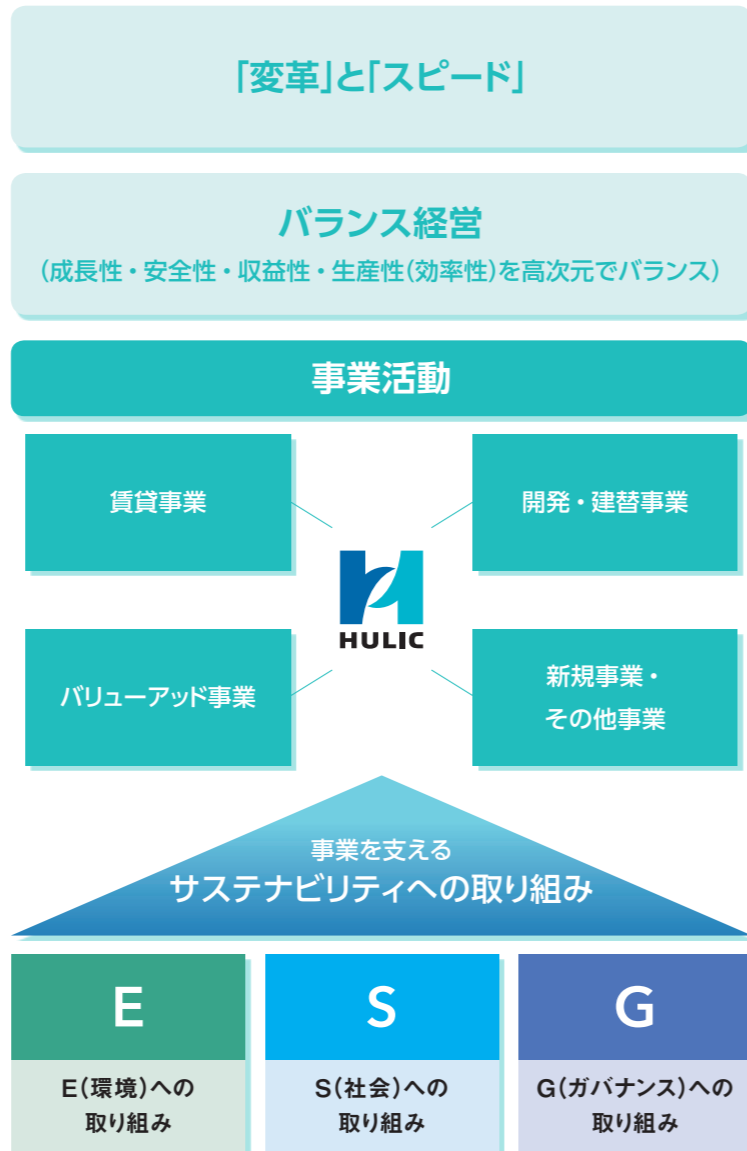 「変革」と「スピード」
バランス経営
（成長性・安全性・収益性・生産性(効率性)を高次元でバランス）
事業活動
賃貸事業
開発・建替事業
HULIC
バリューアッド事業
新規事業・
その他事業
事業を支える
サステナビリティへの取り組み
E
S
G
E(環境)への
取り組み
S(社会)への
取り組み
G(ガバナンス)への
取り組み